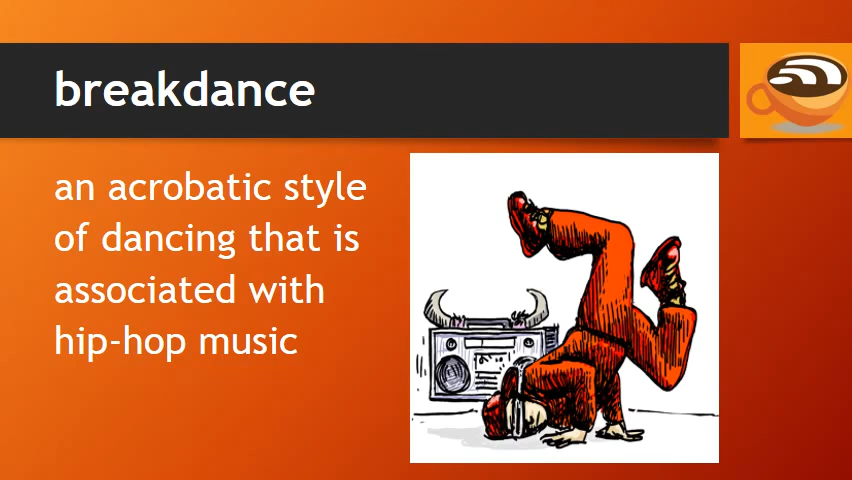 breakdance
an acrobatic style
of dancing that is
associated with
hip-hop music